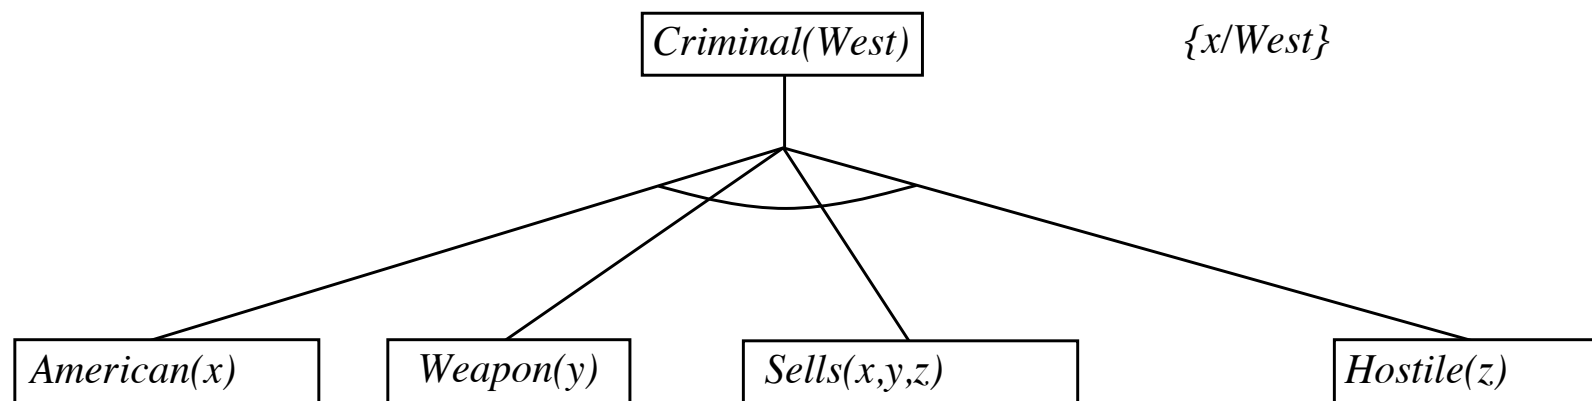 Criminal(West) {x/West}
American(x) Weapon(y) Sells(x,y,z) Hostile(z)